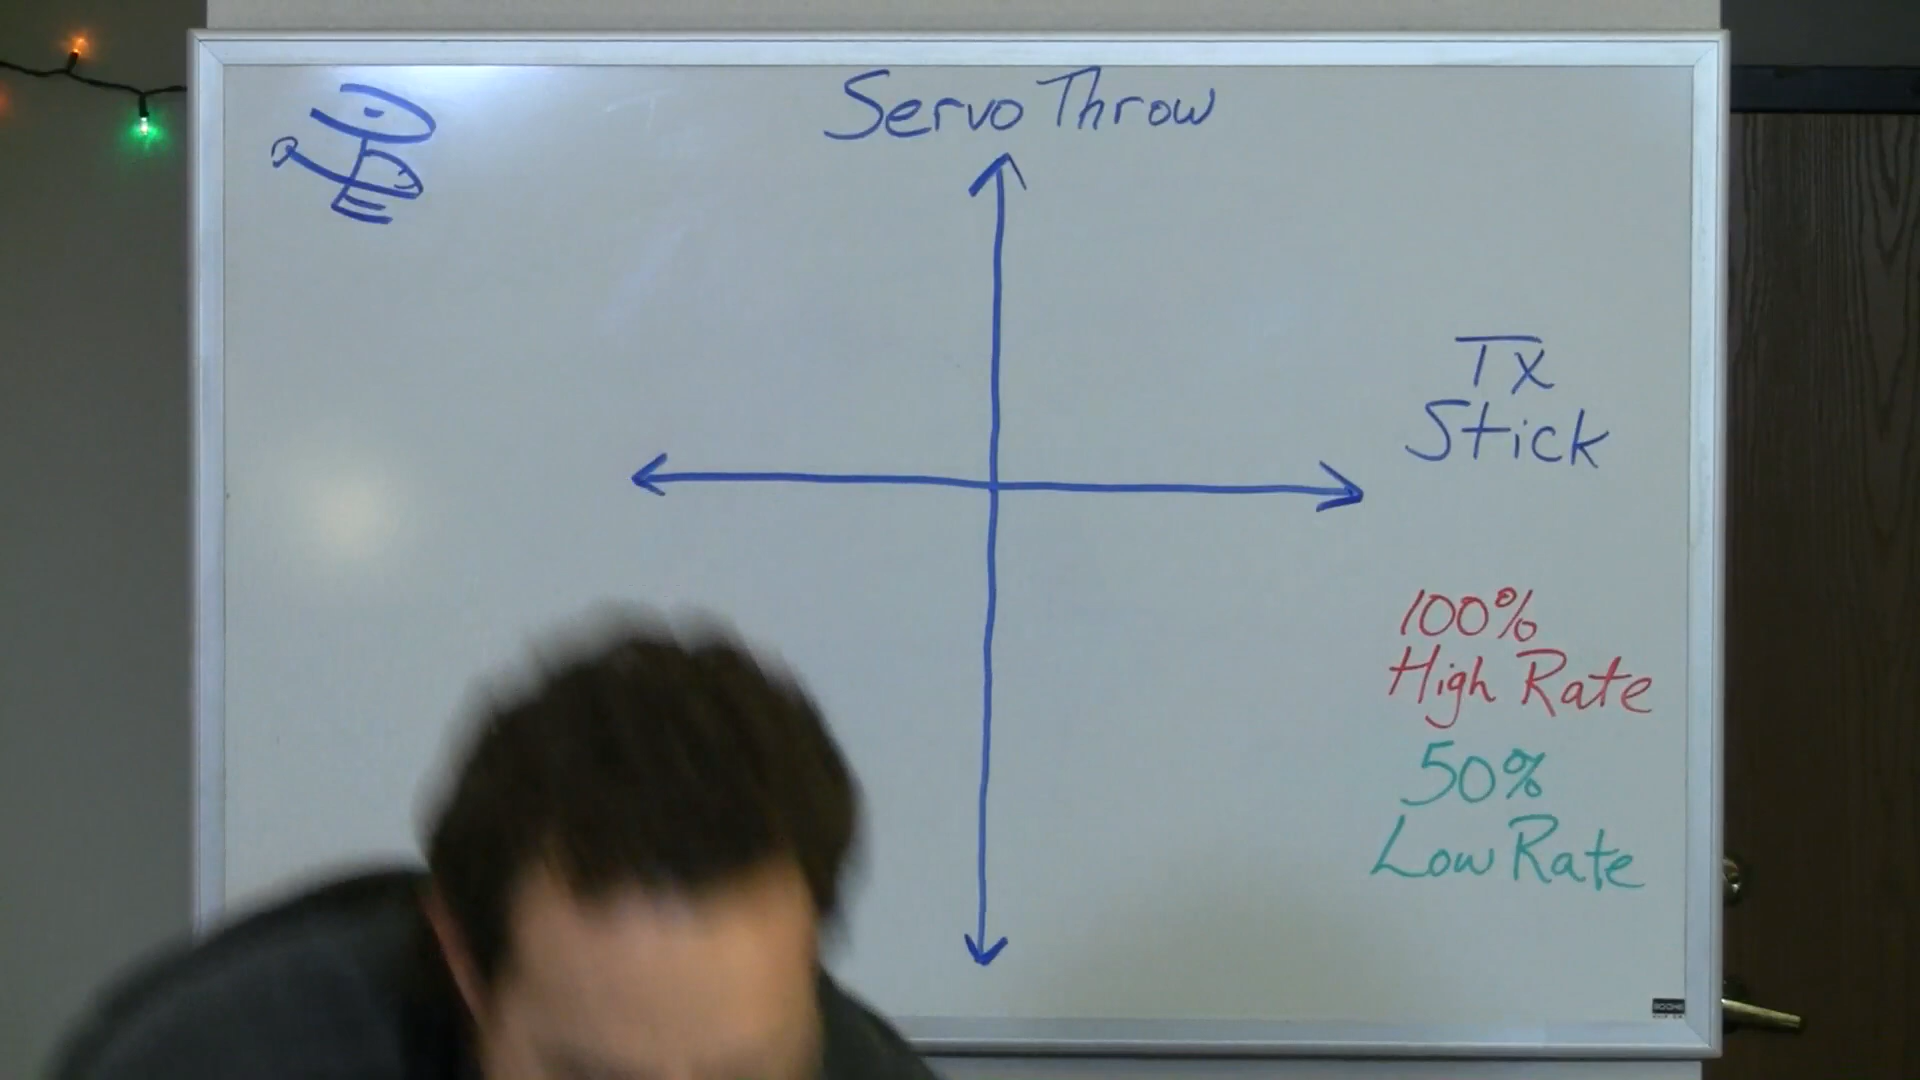 Servo Throw
Tx
Stick
100%
High Rate
50%
Low Rate